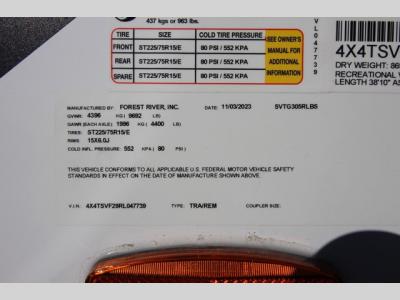 437 kgs or 963 lbs.
TIRE SIZE COLD TIRE PRESSURE
FRONT ST225/75R15/E 80 PSI / 552 KPA
REAR ST225/75R15/E 80 PSI / 552 KPA
SPARE ST225/75R15/E 80 PSI / 552 KPA
SEE OWNER'S
MANUAL FOR
ADDITIONAL
INFORMATION
VL047739
4X4TSV
DRY WEIGHT: 86
RECREATIONAL V
LENGTH 38'10" A
MANUFACTURED BY: FOREST RIVER, INC. DATE: 11/03/2023 SVTG305RLBS
GVWR: 4396 KG ( 9692 LB)
GAWR (EACH AXLE) 1996 KG ( 4400 LB)
TIRES: ST225/75R15/E
RIMS: 15X6.0J
COLD INFL. PRESS: 552 KPA ( 80 PSI )
THIS VEHICLE CONFORMS TO ALL APPLICABLE U.S. FEDERAL MOTOR VEHICLE SAFETY
STANDARDS IN EFFECT ON THE DATE OF MANUFACTURE SHOWN ABOVE.
V.I.N.: 4X4TSVF29RL047739 TYPE: TRA/REM COUPLER SIZE: